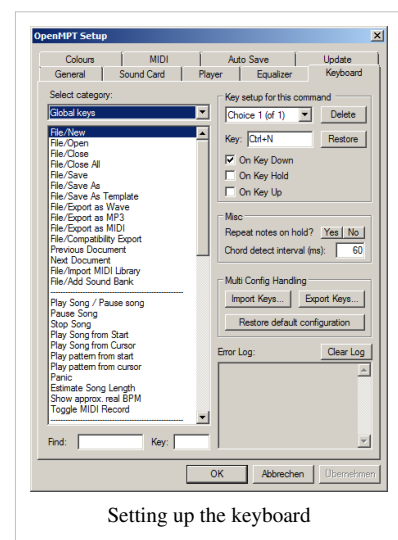 OpenMPT Setup
Colours MIDI Auto Save Update
General Sound Card Player Equalizer Keyboard
Select category:
Global keys
File/New
File/Open
File/Close
File/Close All
File/Save
File/Save As
File/Save As Template
File/Export as Wave
File/Export as MP3
File/Export as MIDI
File/Compatibility Export
Previous Document
Next Document
File/Import MIDI Library
File/Add Sound Bank
Play Song / Pause song
Pause Song
Stop Song
Play Song from Start
Play Song from Cursor
Play pattern from start
Play pattern from cursor
Panic
Estimate Song Length
Show approx. real BPM
Toggle MIDI Record
Find: Key:
Key setup for this command
Choice 1 (of 1) Delete
Key: Ctrl+N Restore
On Key Down
On Key Hold
On Key Up
Misc
Repeat notes on hold? Yes No
Chord detect interval (ms): 60
Multi Config Handling
Import Keys... Export Keys...
Restore default configuration
Error Log: Clear Log
OK Abbrechen Übernehmen
Setting up the keyboard